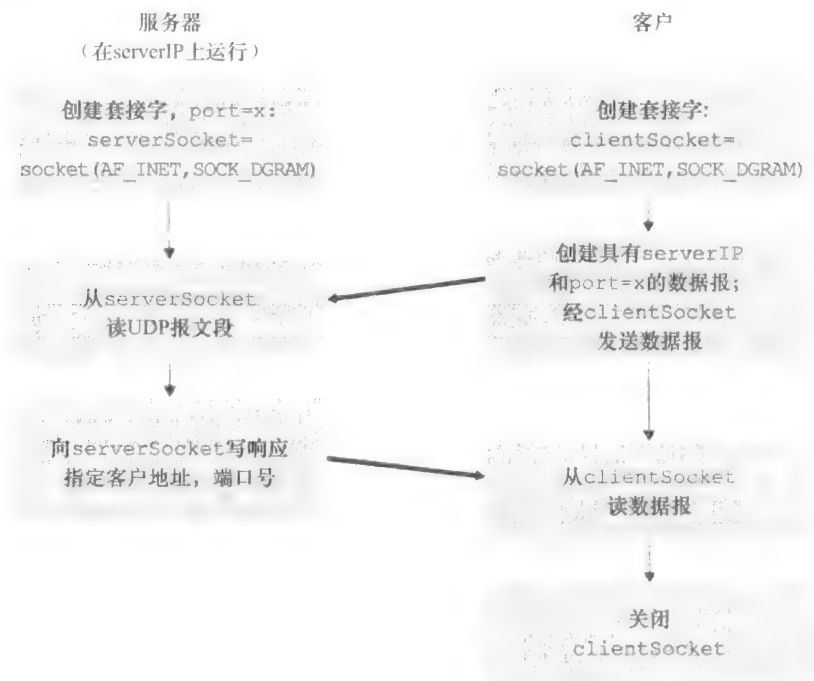 服务器
（在serverIP上运行）
创建套接字，port=x:
serverSocket=
socket(AF_INET,SOCK_DGRAM)
从serverSocket
读UDP报文段
向serverSocket写响应
指定客户地址，端口号
客户
创建套接字:
clientSocket=
socket(AF_INET,SOCK_DGRAM)
创建具有serverIP
和port=x的数据报；
经clientSocket
发送数据报
从clientSocket
读数据报
关闭
clientSocket